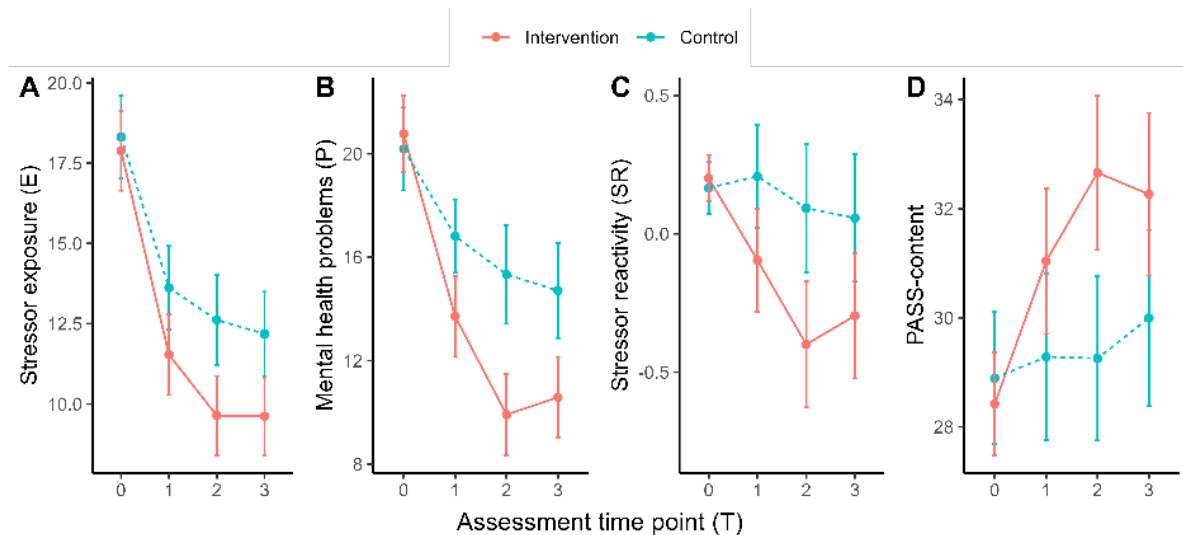 Intervention Control
A B C D
Stressor exposure (E)
20.0
17.5
15.0
12.5
10.0
0 1 2 3
Mental health problems (P)
20
16
12
8
0 1 2 3
Stressor reactivity (SR)
0.5
0.0
-0.5
0 1 2 3
PASS-content
34
32
30
28
0 1 2 3
Assessment time point (T)